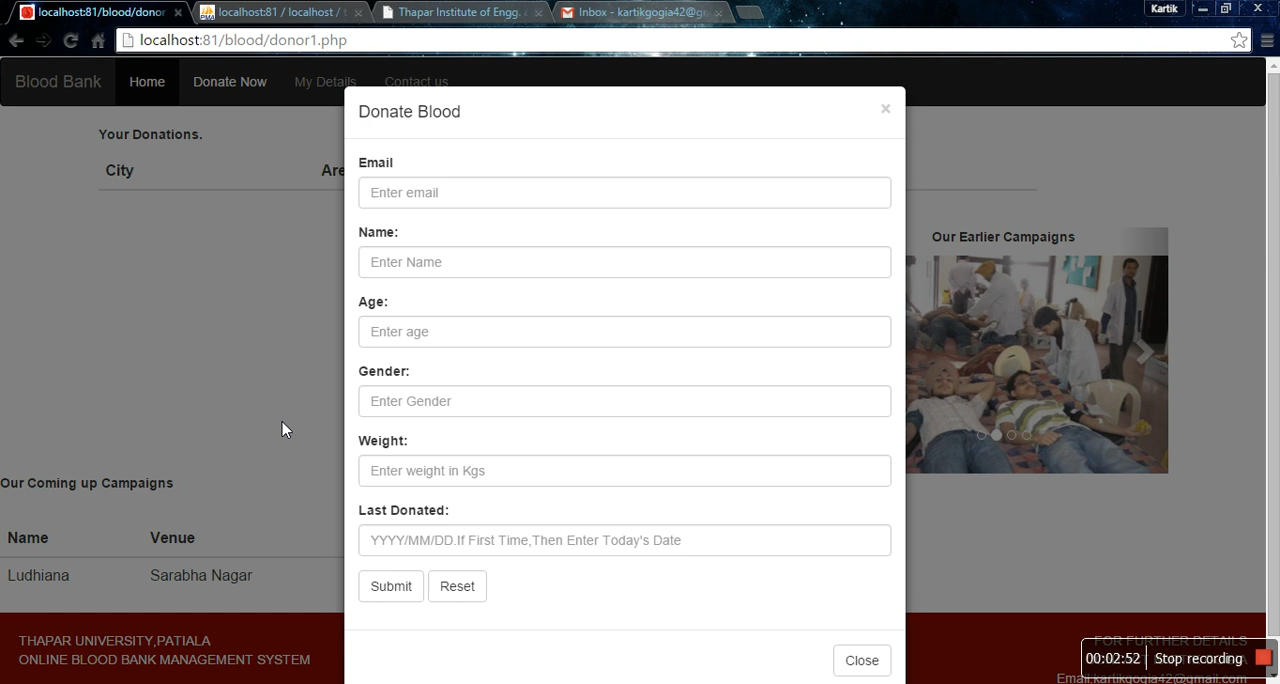 localhost:81/blood/donor
localhost:81 / localhost / t
Thapar Institute of Engg.
Inbox - kartikgogia42@g
Kartik
localhost:81/blood/donor1.php
Blood Bank
Home
Donate Now
My Details
Contact us
Donate Blood
×
Your Donations.
City
Are
Email
Enter email
Name:
Enter Name
Our Earlier Campaigns
Age:
Enter age
Gender:
Enter Gender
Weight:
Enter weight in Kgs
Our Coming up Campaigns
Last Donated:
YYYY/MM/DD.If First Time,Then Enter Today's Date
Name
Venue
Ludhiana
Sarabha Nagar
Submit
Reset
THAPAR UNIVERSITY,PATIALA
ONLINE BLOOD BANK MANAGEMENT SYSTEM
FOR FURTHER DETAILS
00:02:52
Stop recording
Close
Email:kartikgogia42@gmail.com